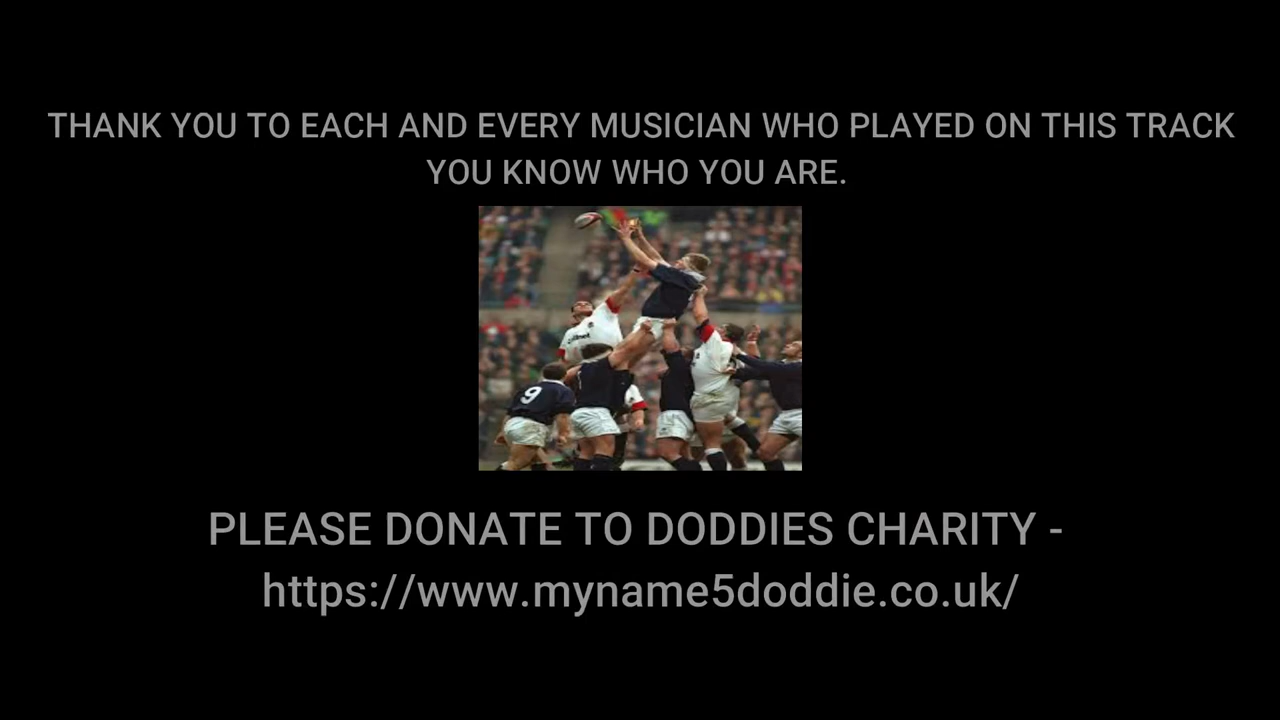 THANK YOU TO EACH AND EVERY MUSICIAN WHO PLAYED ON THIS TRACK
YOU KNOW WHO YOU ARE.
9
PLEASE DONATE TO DODDIES CHARITY -
https://www.myname5doddie.co.uk/